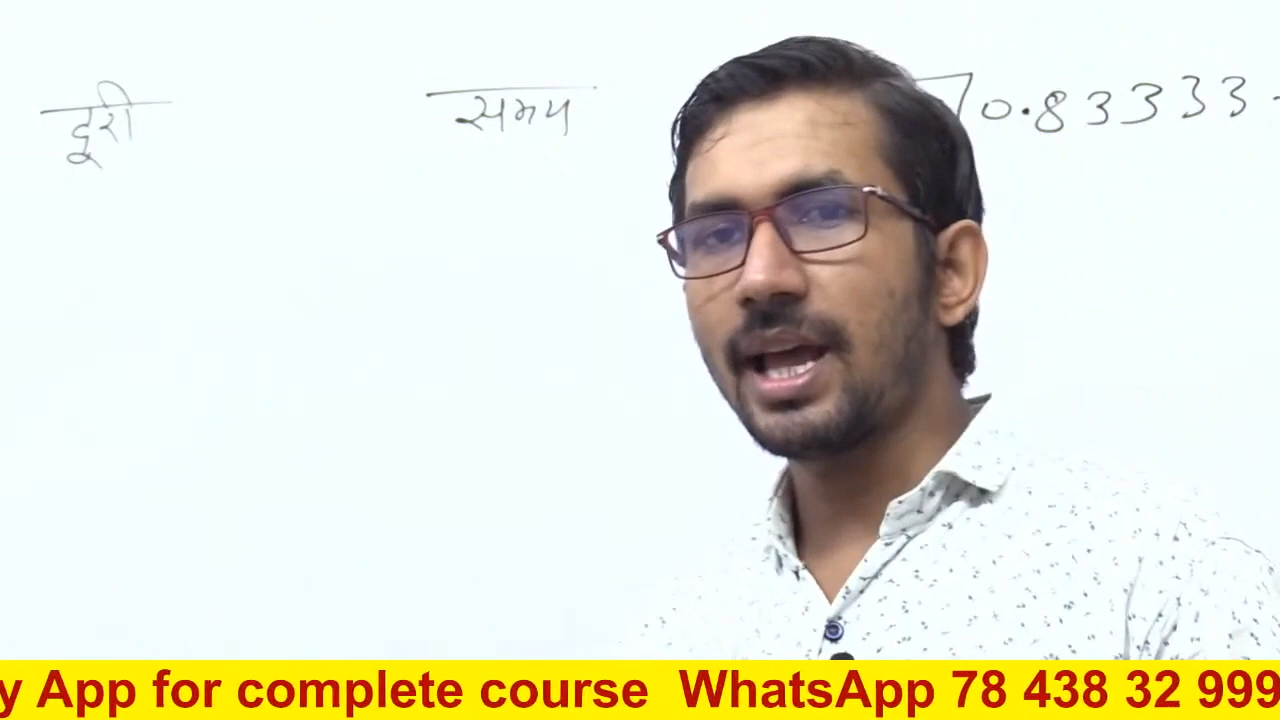 दूरी समय 0.83333
y App for complete course WhatsApp 78 438 32 999